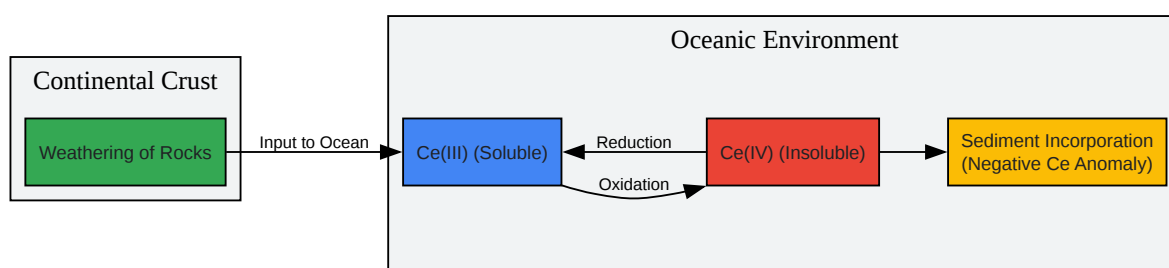 Oceanic Environment
Continental Crust
Weathering of Rocks
Input to Ocean
Ce(III) (Soluble)
Reduction
Oxidation
Ce(IV) (Insoluble)
Sediment Incorporation
(Negative Ce Anomaly)